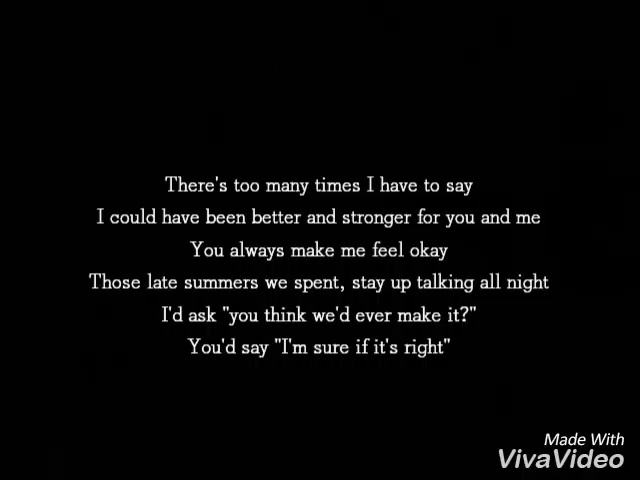 There's too many times I have to say
I could have been better and stronger for you and me
You always make me feel okay
Those late summers we spent, stay up talking all night
I'd ask "you think we'd ever make it?"
You'd say "I'm sure if it's right"
Made With
VivaVideo